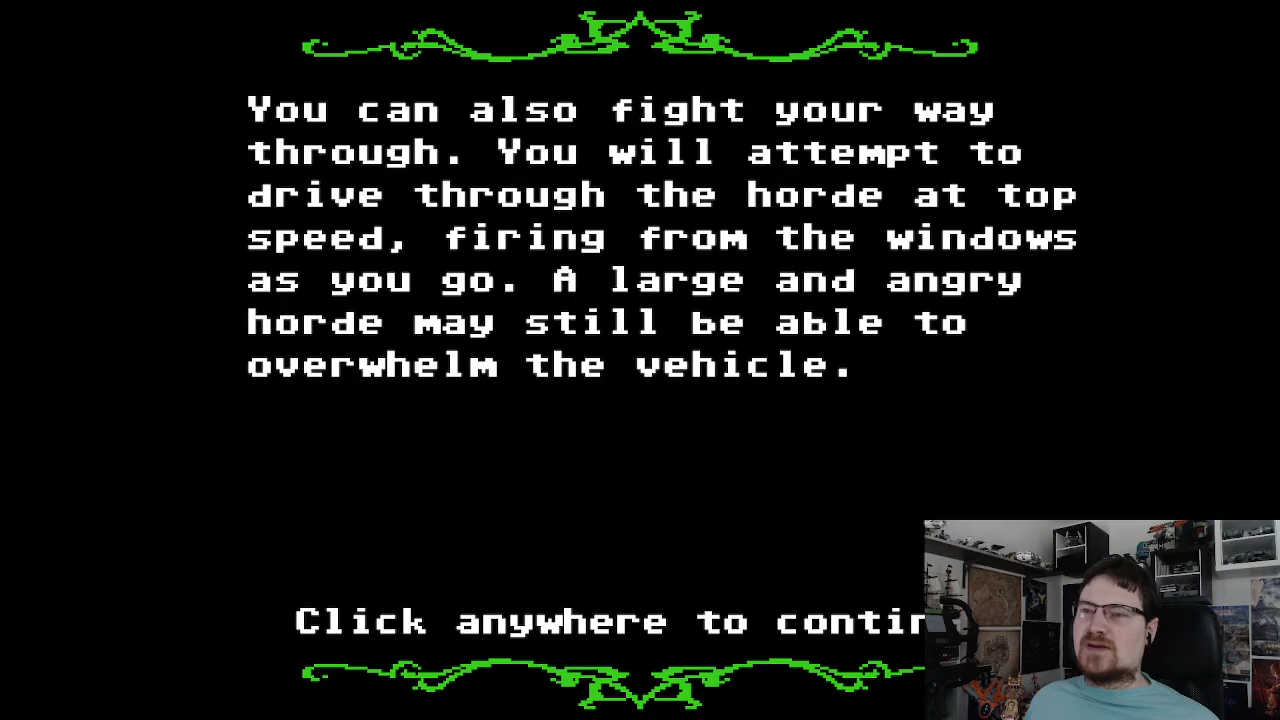 You can also fight your way
through. You will attempt to
drive through the horde at top
speed, firing from the windows
as you go. A large and angry
horde may still be able to
overwhelm the vehicle.
Click anywhere to